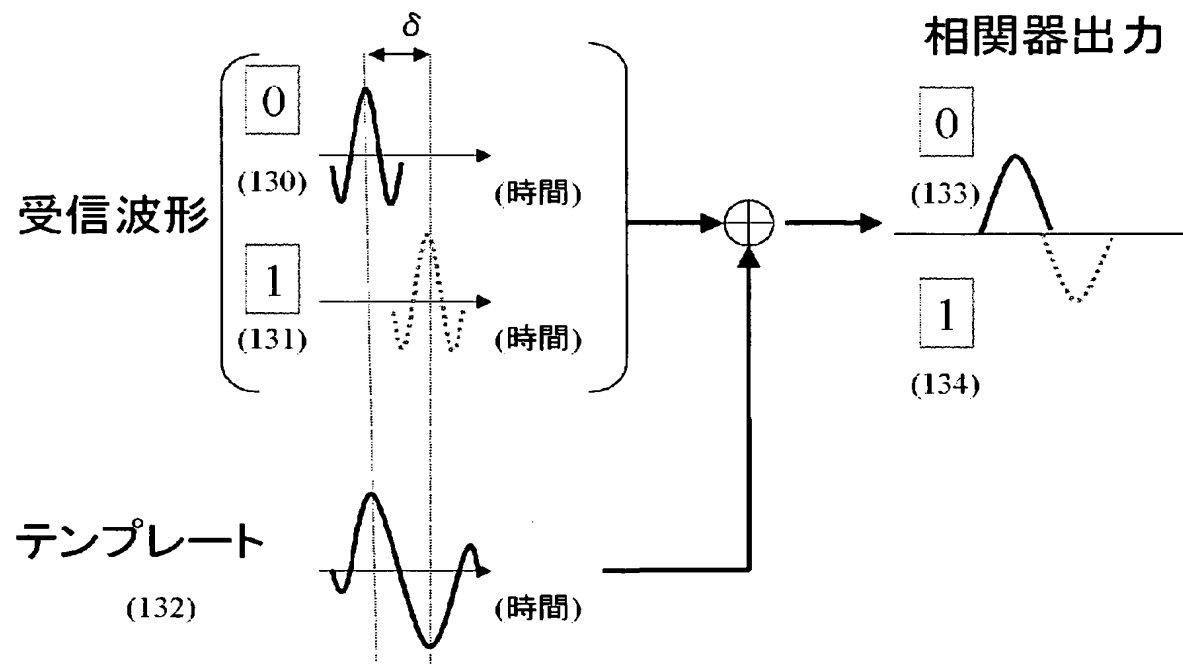 δ
相関器出力
0
(130)
(時間)
受信波形
1
(131)
(時間)
0
(133)
1
(134)
テンプレート
(132)
(時間)